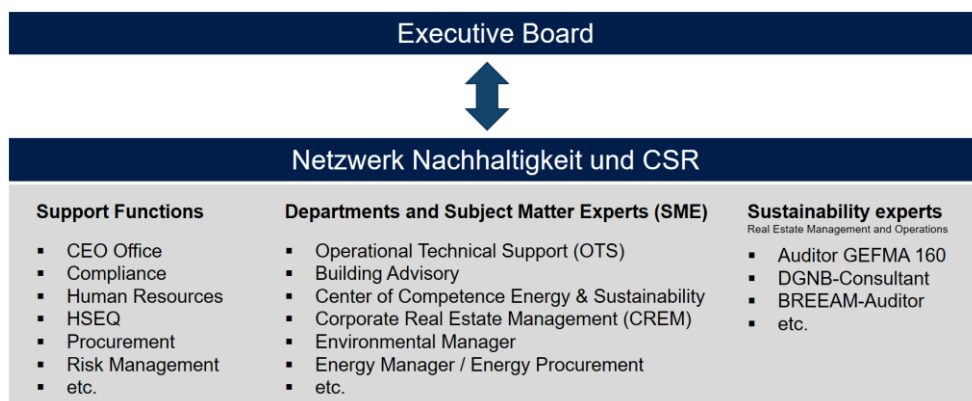 Executive Board
Netzwerk Nachhaltigkeit und CSR
Support Functions
▪ CEO Office
▪ Compliance
▪ Human Resources
▪ HSEQ
▪ Procurement
▪ Risk Management
▪ etc.
Departments and Subject Matter Experts (SME)
▪ Operational Technical Support (OTS)
▪ Building Advisory
▪ Center of Competence Energy & Sustainability
▪ Corporate Real Estate Management (CREM)
▪ Environmental Manager
▪ Energy Manager / Energy Procurement
▪ etc.
Sustainability experts
Real Estate Management and Operations
▪ Auditor GEFMA 160
▪ DGNB-Consultant
▪ BREEAM-Auditor
▪ etc.